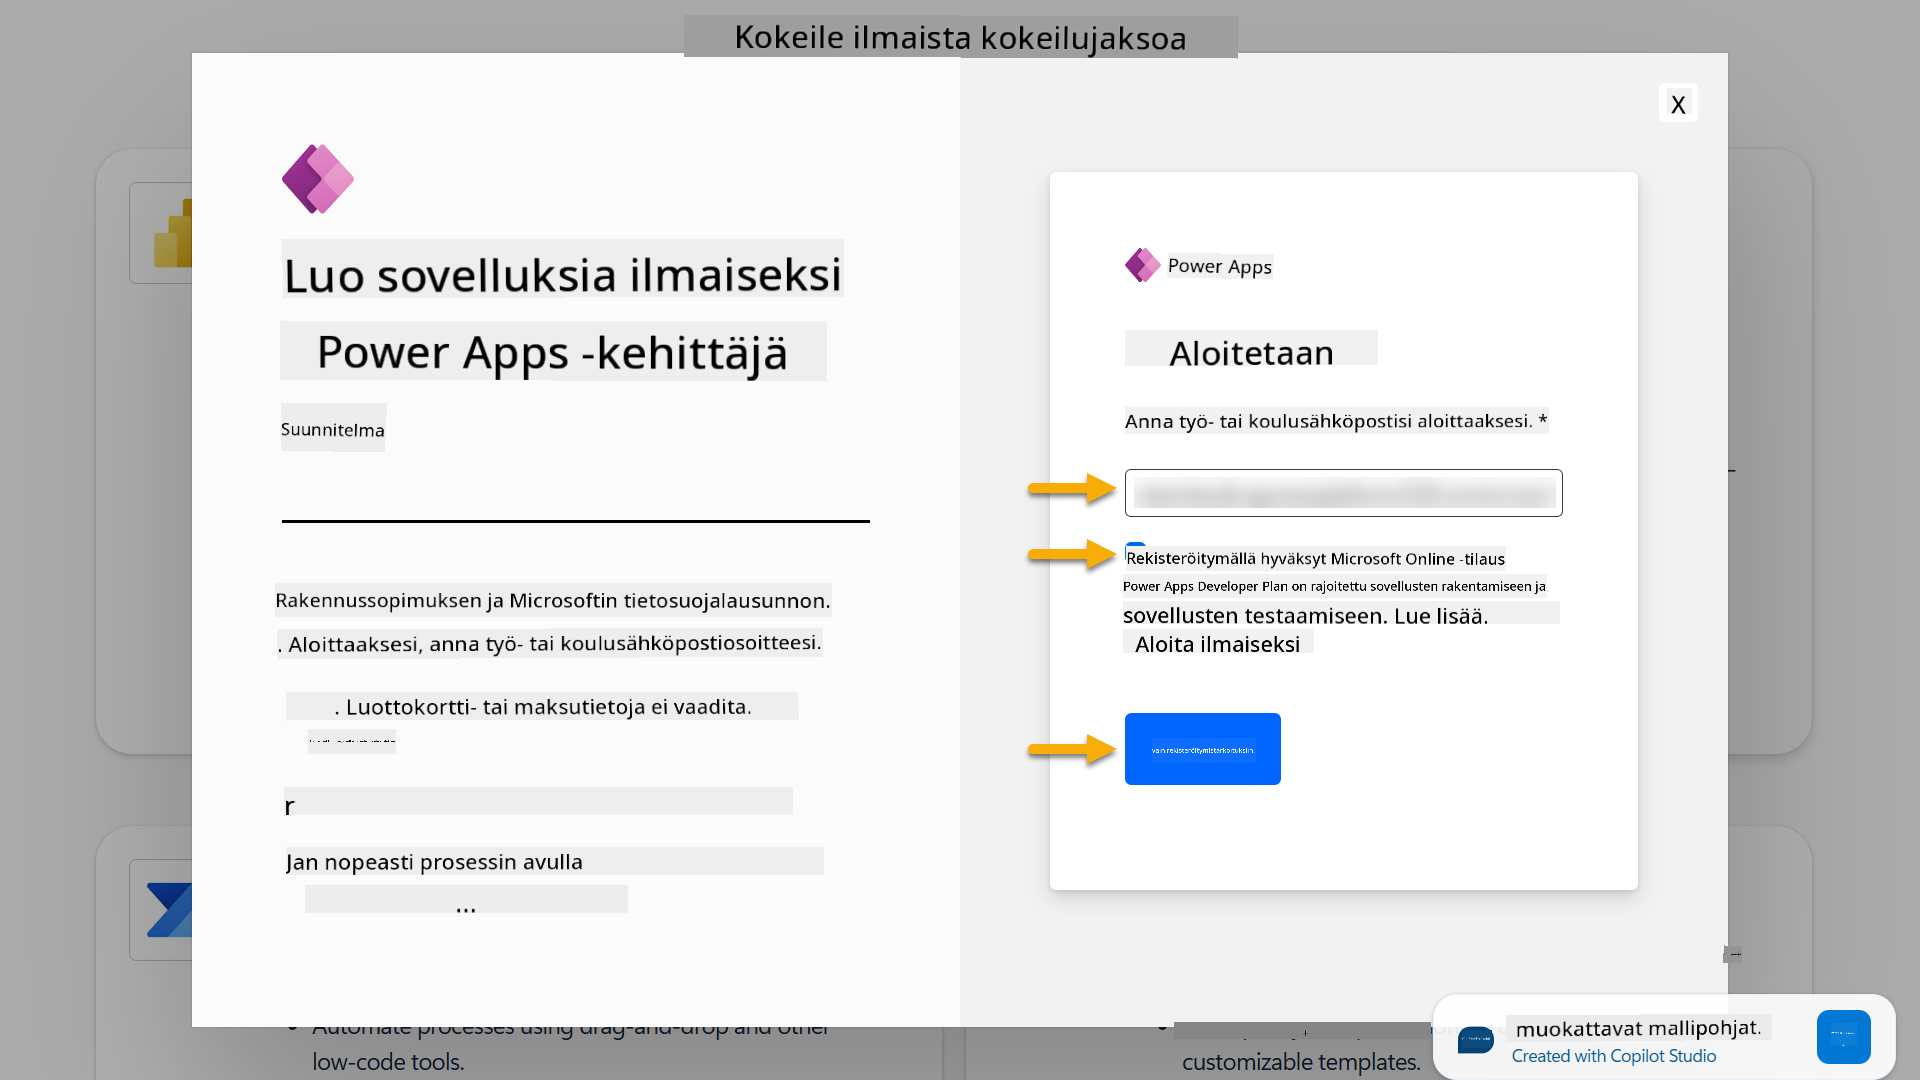 Kokeile ilmaista kokeilujaksoa
X
Luo sovelluksia ilmaiseksi
Power Apps -kehittäjä
Suunnitelma
Rakennussopimuksen ja Microsoftin tietosuojalausunnon.
. Aloittaaksesi, anna työ- tai koulusähköpostiosoitteesi.
. Luottokortti- tai maksutietoja ei vaadita.
r
Jan nopeasti prosessin avulla
...
Power Apps
Aloitetaan
Anna työ- tai koulusähköpostisi aloittaaksesi. *
Rekisteröitymällä hyväksyt Microsoft Online -tilaus
Power Apps Developer Plan on rajoitettu sovellusten rakentamiseen ja
sovellusten testaamiseen. Lue lisää.
Aloita ilmaiseksi
vain rekisteröitymistarkoituksiin.
Automate processes using drag-and-drop and other
low-code tools.
customizable templates.
muokattavat mallipohjat.
Created with Copilot Studio